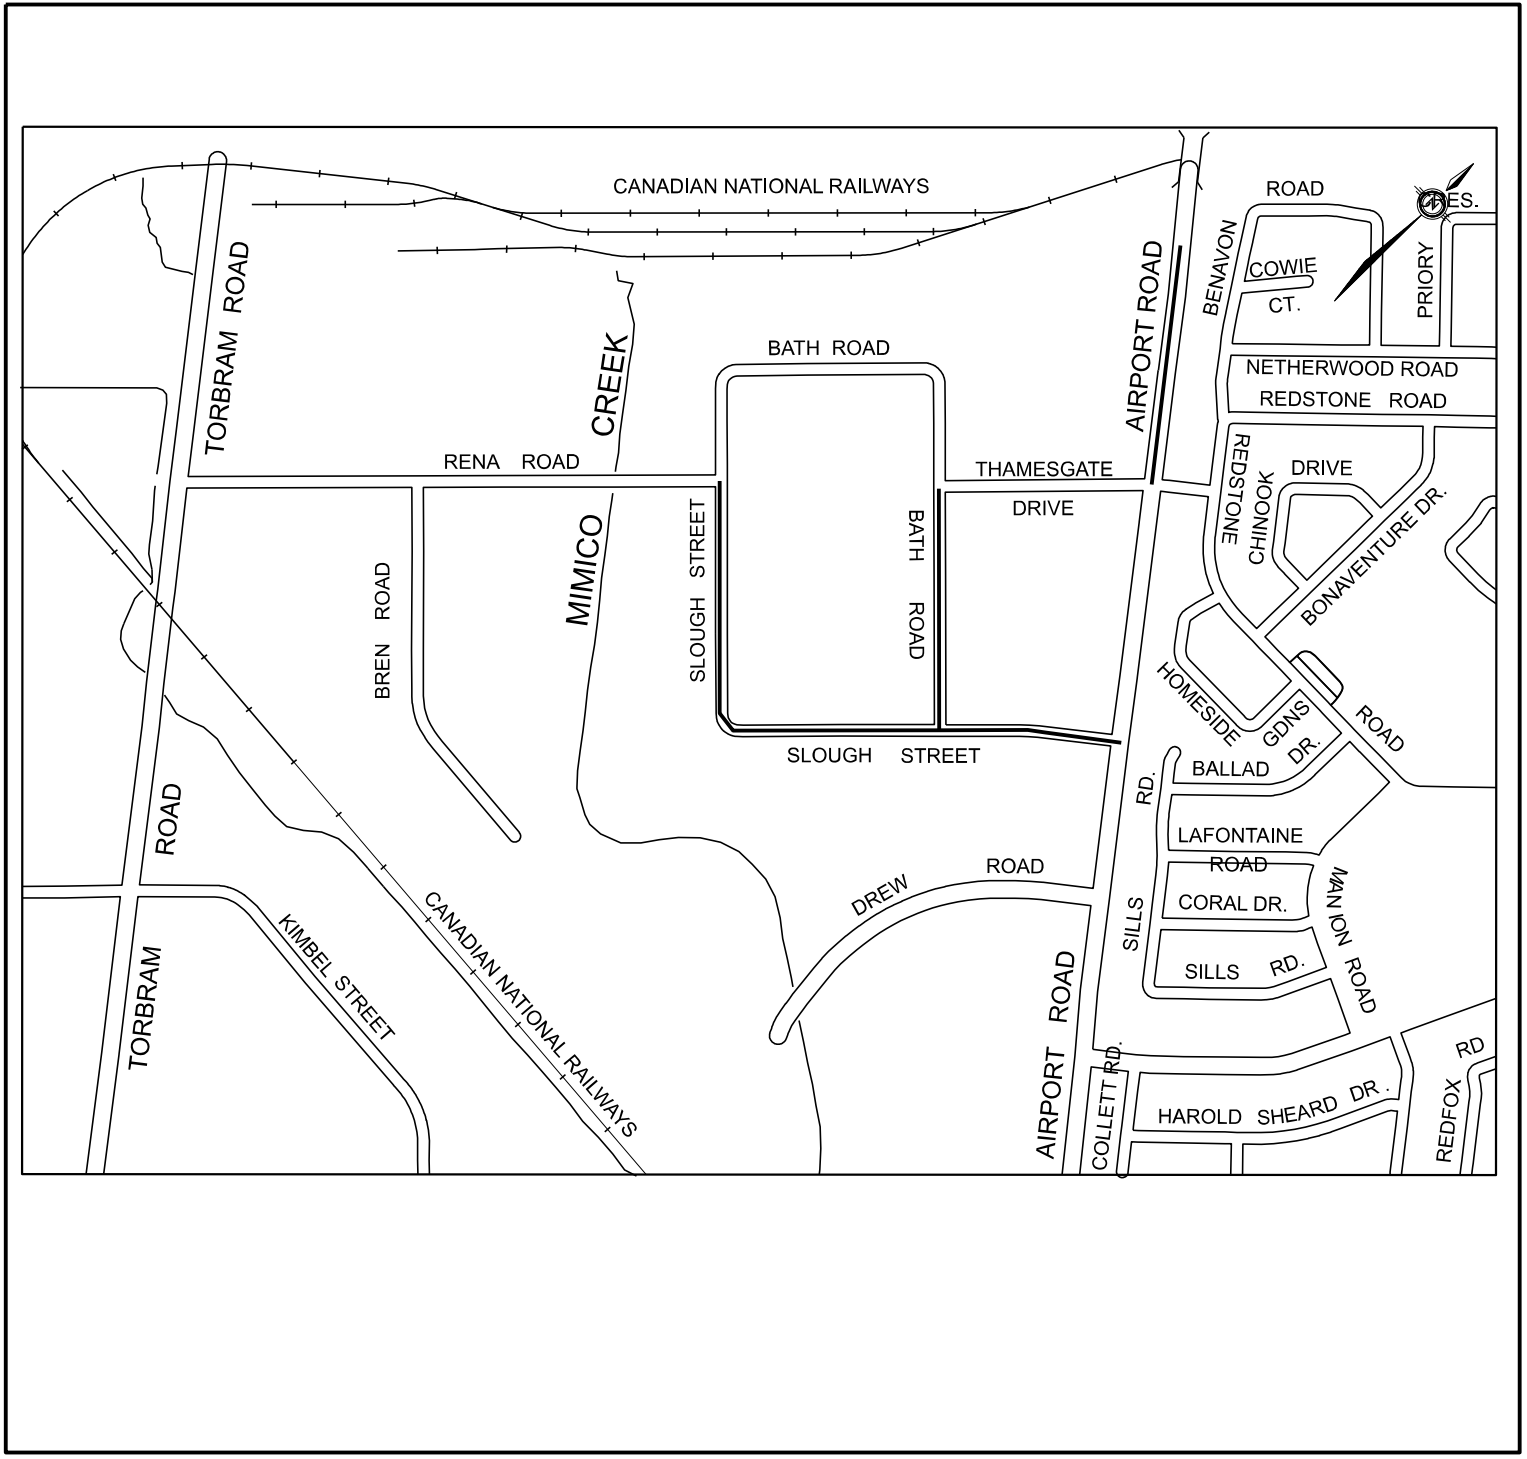 CANADIAN NATIONAL RAILWAYS
ROAD
CRES.
BENAVON
COWIE
CT.
PRIORY
TORBRAM ROAD
AIRPORT ROAD
CREEK
BATH ROAD
NETHERWOOD ROAD
REDSTONE ROAD
RENA ROAD
THAMESGATE
DRIVE
REDSTONE
CHINOOK
DRIVE
BONAVENTURE DR.
MIMICO
SLOUGH STREET
BATH ROAD
BREN ROAD
HOMESIDE
GDNS
ROAD
SLOUGH STREET
BALLAD
DR.
RD.
ROAD
LAFONTAINE
ROAD
DREW
ROAD
CORAL DR.
MANION ROAD
SILLS
SILLS RD.
KIMBEL STREET
CANADIAN NATIONAL RAILWAYS
TORBRAM
AIRPORT ROAD
COLLETT RD.
HAROLD SHEARD DR.
REDFOX
RD